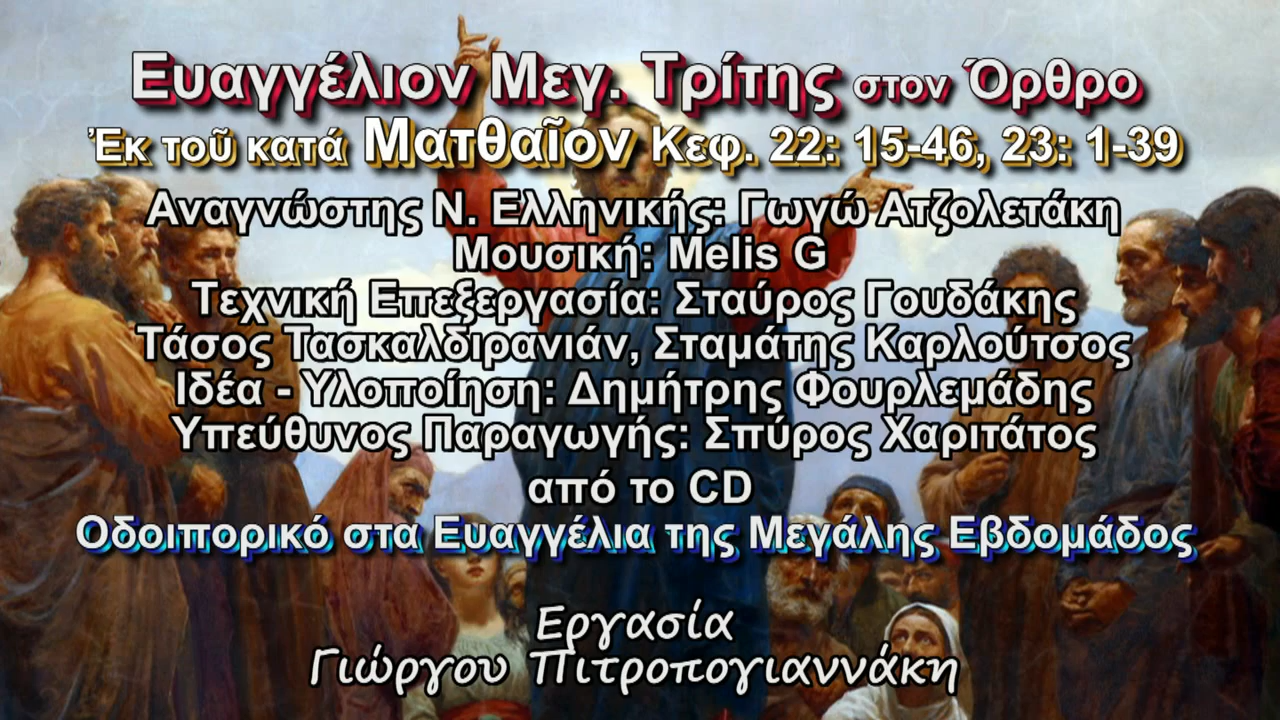 Ευαγγέλιον Μεγ. Τρίτης στον Όρθρο
Ἐκ τοῦ κατά Ματθαῖον Κεφ. 22: 15-46, 23: 1-39
Αναγνώστης Ν. Ελληνικής: Γωγώ Ατζολετάκη
Μουσική: Melis G
Τεχνική Επεξεργασία: Σταύρος Γουδάκης
Τάσος Τασκαλδιρανιάν, Σταμάτης Καρλούτσος
Ιδέα - Υλοποίηση: Δημήτρης Φουρλεμάδης
Υπεύθυνος Παραγωγής: Σπύρος Χαριτάτος
από το CD
Οδοιπορικό στα Ευαγγέλια της Μεγάλης Εβδομάδος
Εργασία
Γιώργου Πιτροπογιαννάκη